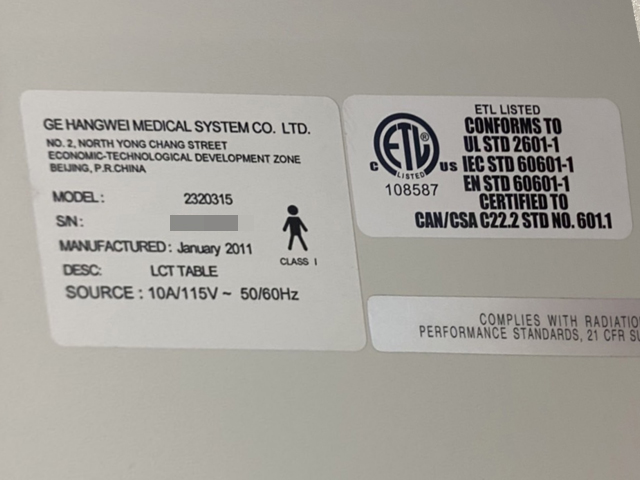 GE HANGWEI MEDICAL SYSTEM CO. LTD.
NO. 2, NORTH YONG CHANG STREET
ECONOMIC-TECHNOLOGICAL DEVELOPMENT ZONE
BEIJING, P.R.CHINA
MODEL: 2320315
S/N:
MANUFACTURED: January 2011
DESC: LCT TABLE
SOURCE : 10A/115V ~ 50/60Hz
CLASS I
ETL LISTED
CONFORMS TO
UL STD 2601-1
IEC STD 60601-1
EN STD 60601-1
CERTIFIED TO
CAN/CSA C22.2 STD NO. 601.1
C ETL US
LISTED
108587
COMPLIES WITH RADIATIO
PERFORMANCE STANDARDS, 21 CFR SU